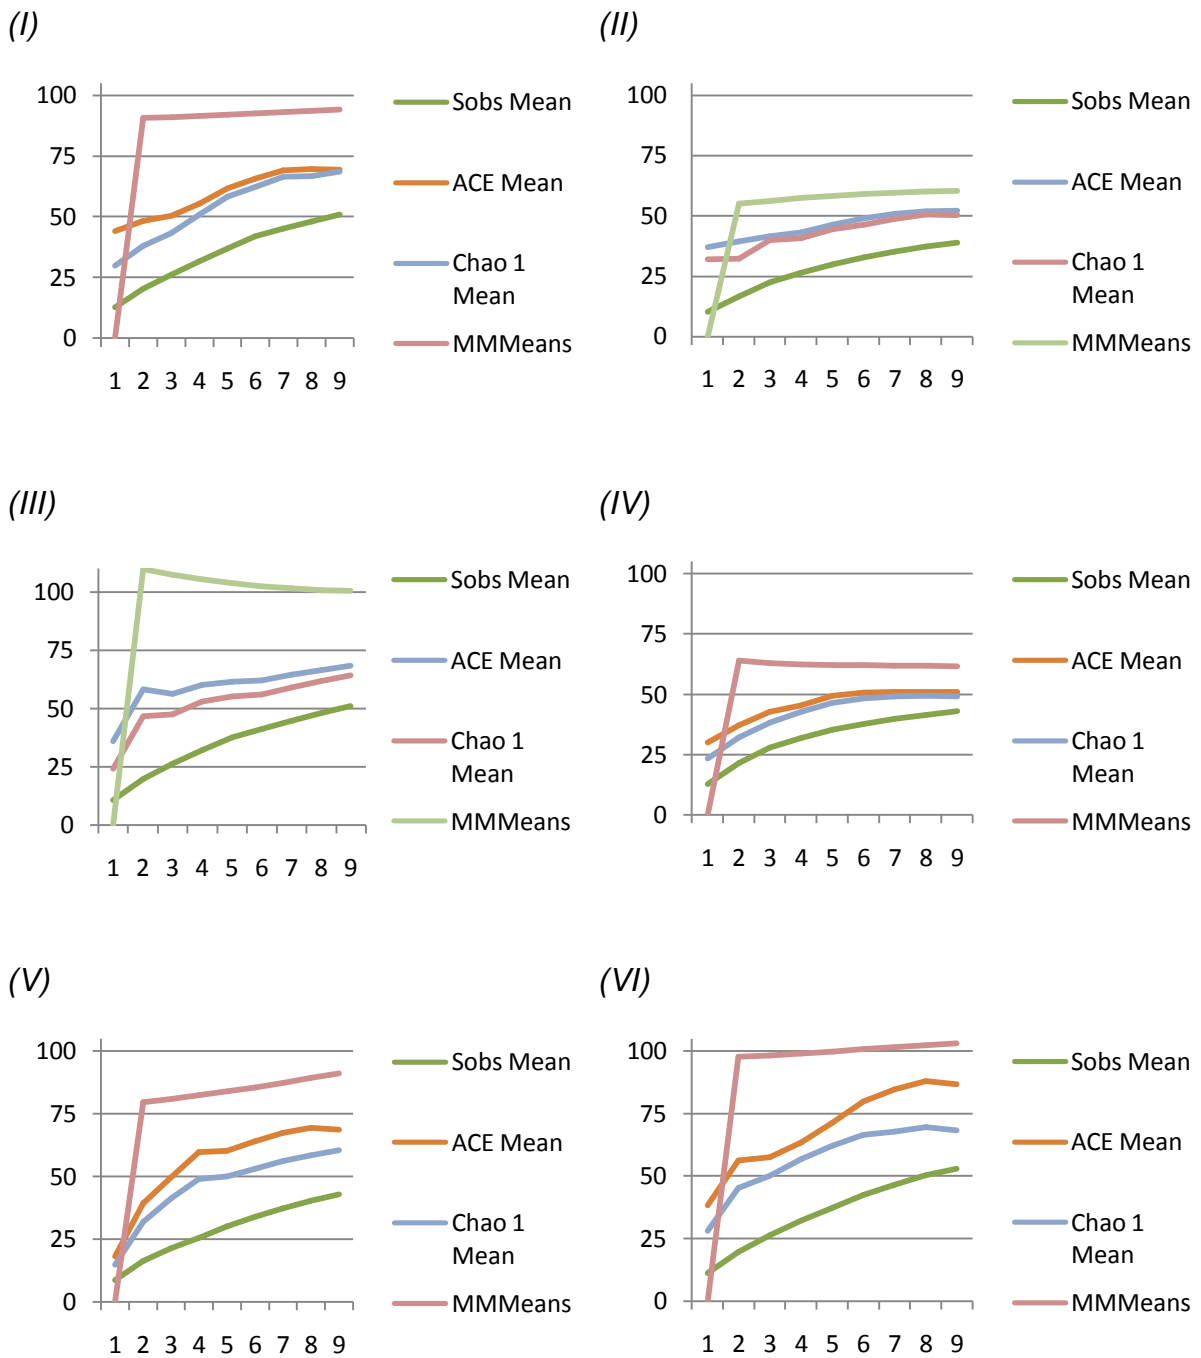 (I)
100
75
50
25
0
1 2 3 4 5 6 7 8 9
Sobs Mean
ACE Mean
Chao 1
Mean
MMMeans
(II)
100
75
50
25
0
1 2 3 4 5 6 7 8 9
Sobs Mean
ACE Mean
Chao 1
Mean
MMMeans
(III)
100
75
50
25
0
1 2 3 4 5 6 7 8 9
Sobs Mean
ACE Mean
Chao 1
Mean
MMMeans
(IV)
100
75
50
25
0
1 2 3 4 5 6 7 8 9
Sobs Mean
ACE Mean
Chao 1
Mean
MMMeans
(V)
100
75
50
25
0
1 2 3 4 5 6 7 8 9
Sobs Mean
ACE Mean
Chao 1
Mean
MMMeans
(VI)
100
75
50
25
0
1 2 3 4 5 6 7 8 9
Sobs Mean
ACE Mean
Chao 1
Mean
MMMeans